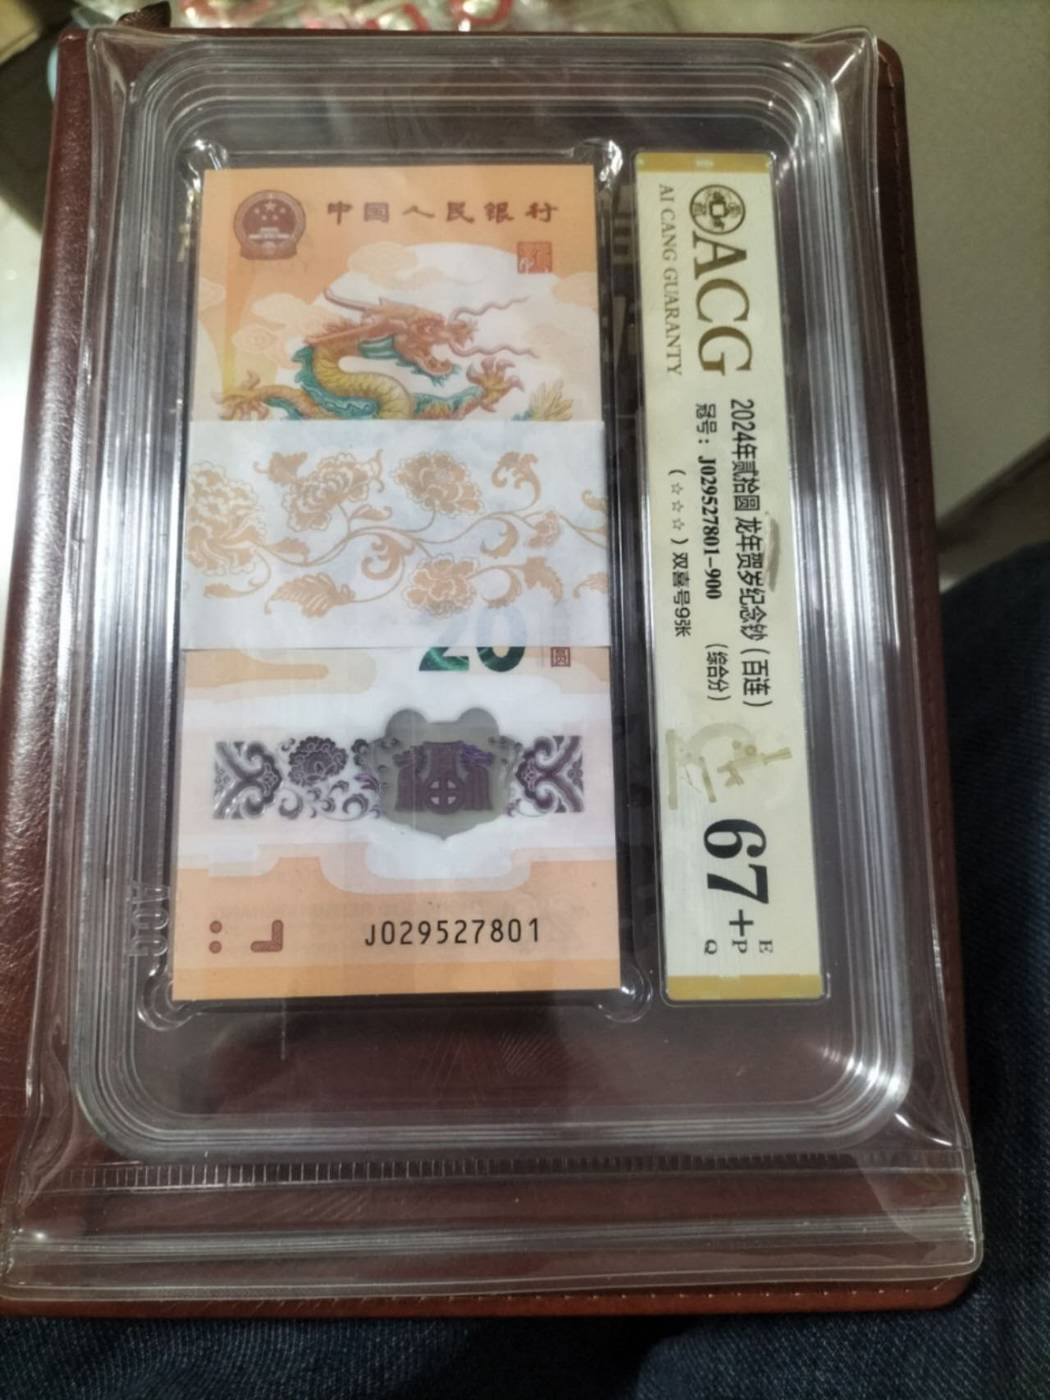 中国人民银行
20
圆
J029527801
ACG
AI CANG GUARANTY
2024年贰拾圆 龙年贺岁纪念钞（百连）
冠号：J029527801-900 （综合分）
（☆☆☆☆）双喜号9张
67+
E
P
Q